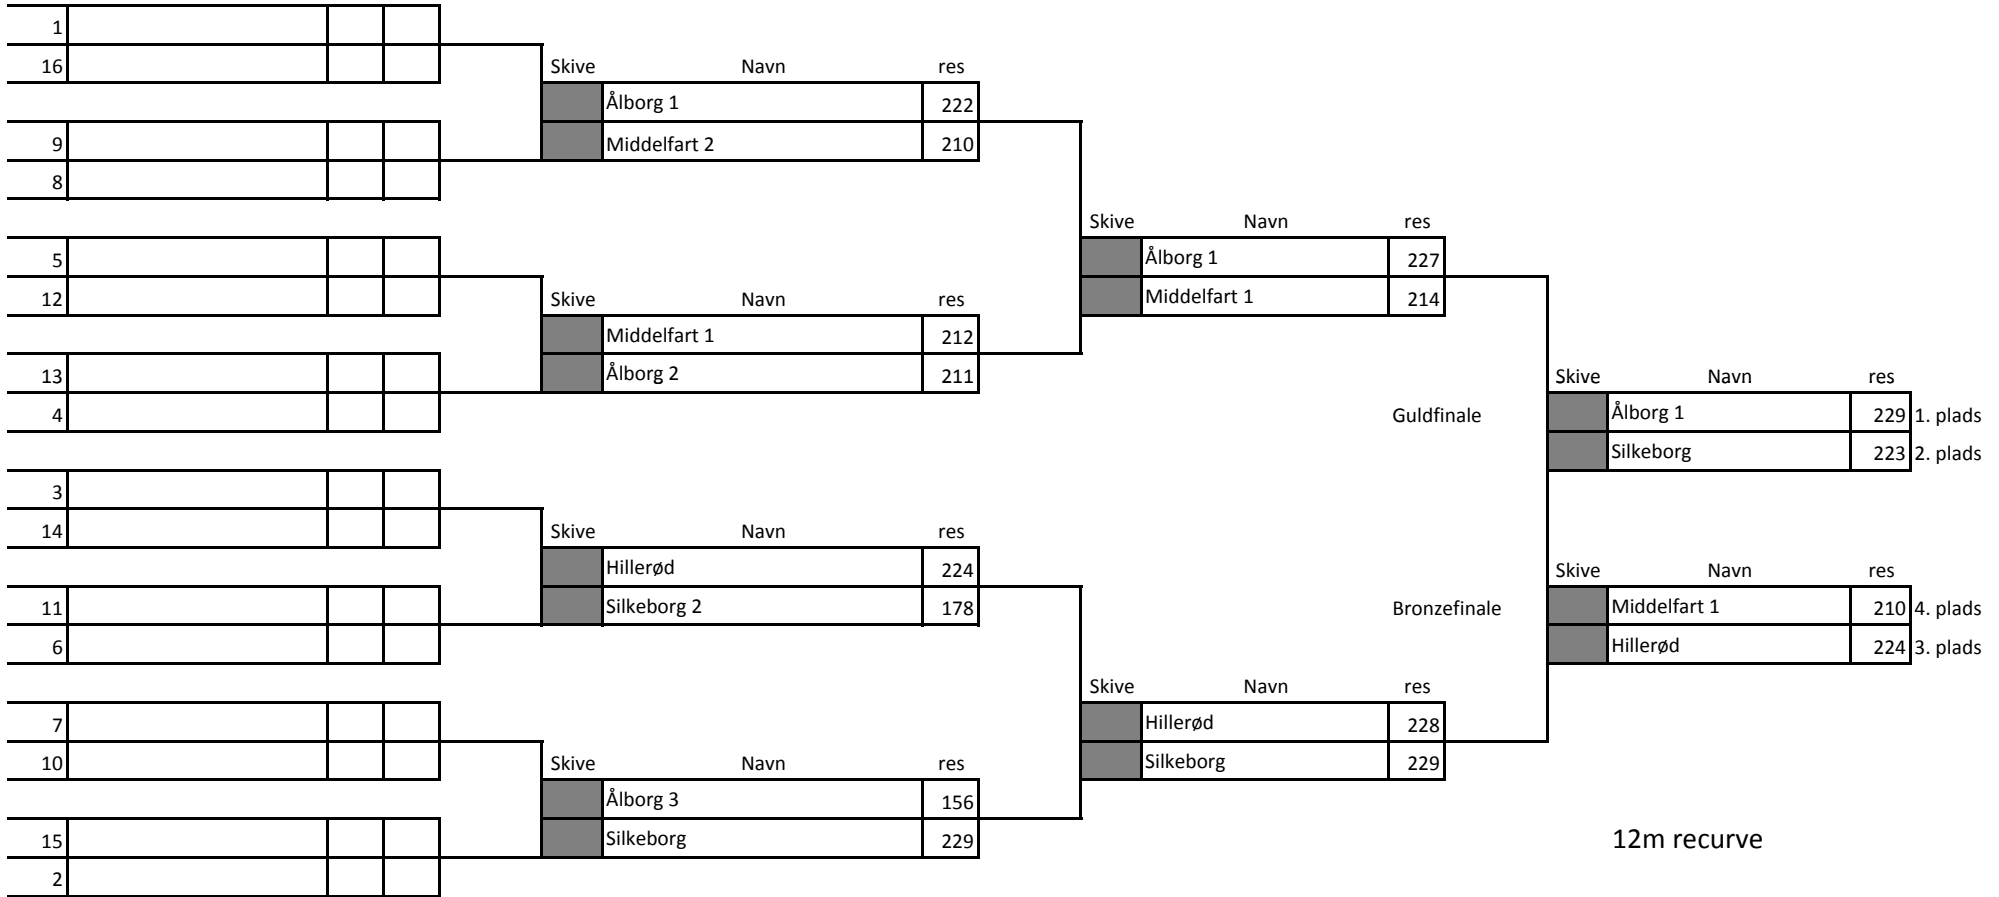 1
16
9
8
5
12
13
4
3
14
11
6
7
10
15
2
Skive Navn res
Ålborg 1 222
Middelfart 2 210
Skive Navn res
Middelfart 1 212
Ålborg 2 211
Skive Navn res
Hillerød 224
Silkeborg 2 178
Skive Navn res
Ålborg 3 156
Silkeborg 229
Skive Navn res
Ålborg 1 227
Middelfart 1 214
Skive Navn res
Hillerød 228
Silkeborg 229
Guldfinale
Skive Navn res
Ålborg 1 229 1. plads
Silkeborg 223 2. plads
Bronzefinale
Skive Navn res
Middelfart 1 210 4. plads
Hillerød 224 3. plads
12m recurve